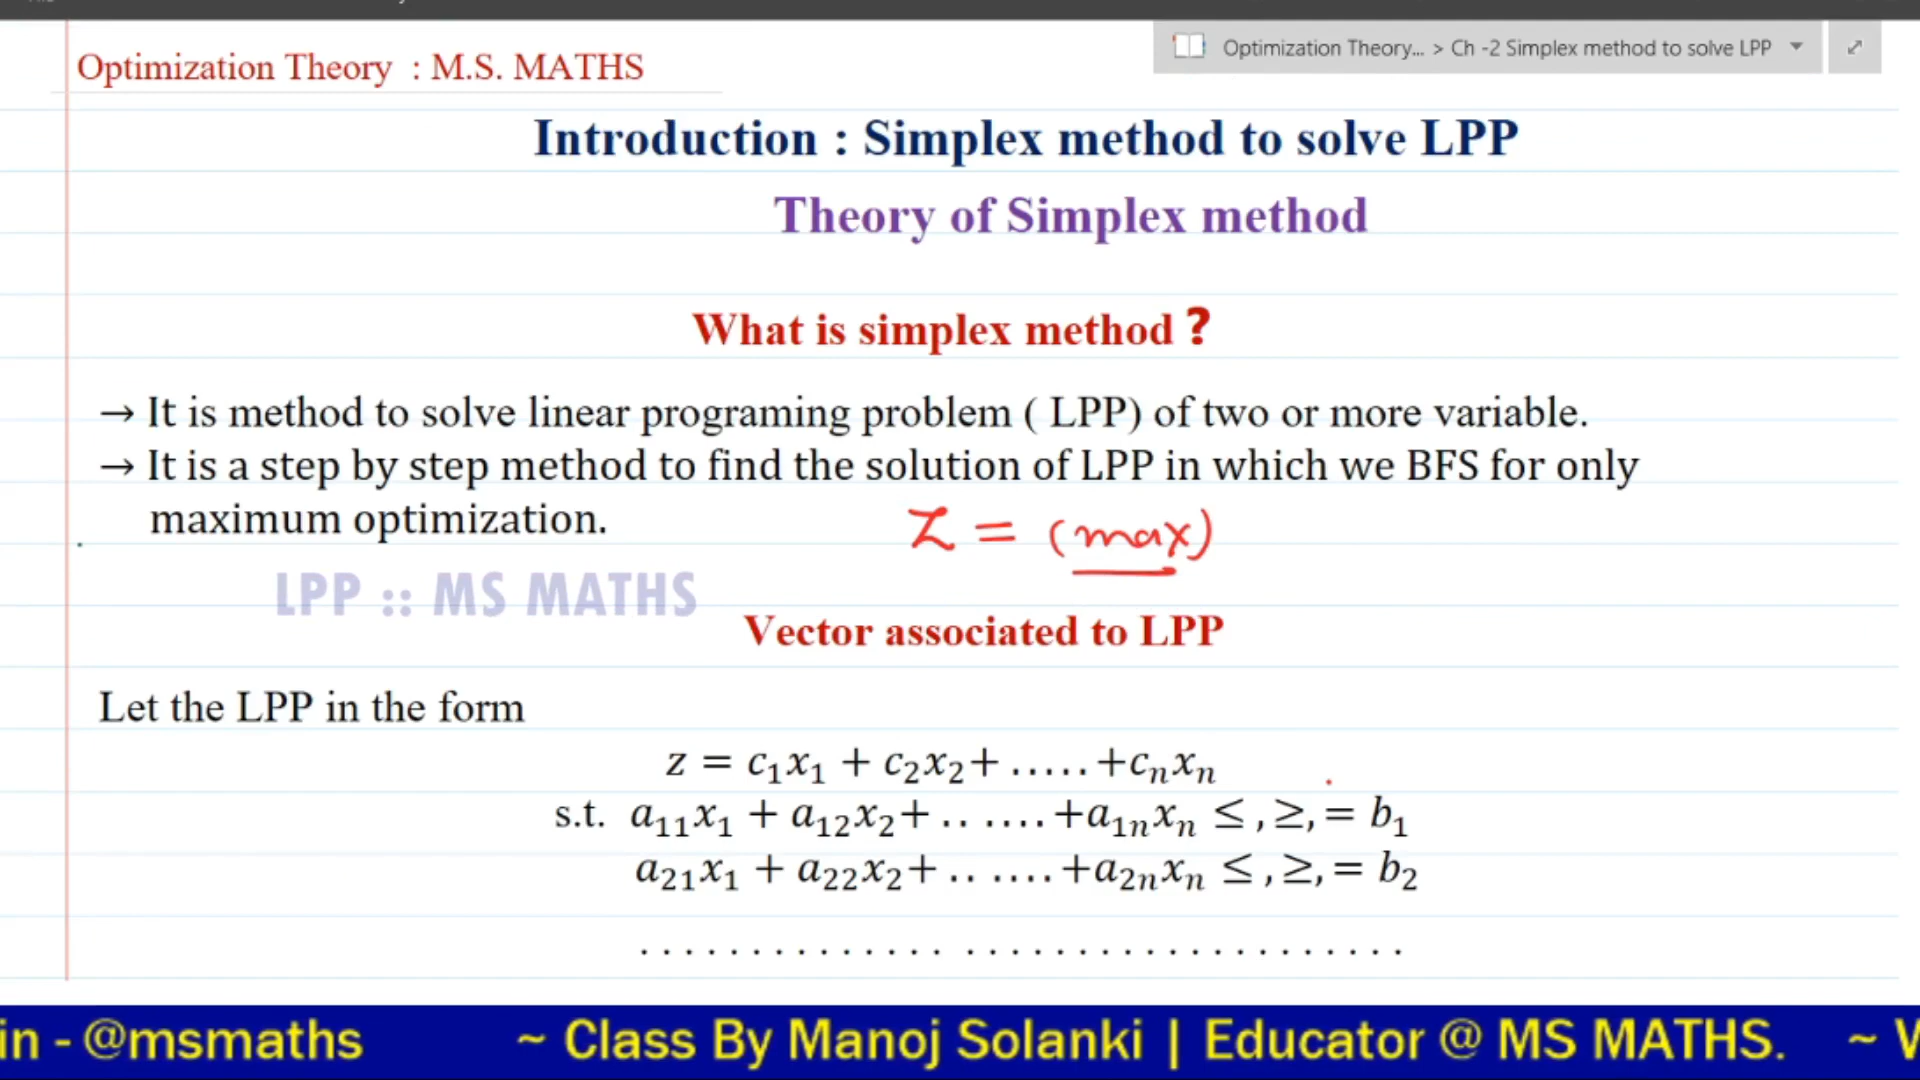 Optimization Theory : M.S. MATHS
Optimization Theory... > Ch -2 Simplex method to solve LPP
Introduction : Simplex method to solve LPP
Theory of Simplex method
What is simplex method ?
→ It is method to solve linear programing problem ( LPP) of two or more variable.
→ It is a step by step method to find the solution of LPP in which we BFS for only
maximum optimization.
Z = (max)
LPP :: MS MATHS
Vector associated to LPP
Let the LPP in the form
z = c₁x₁ + c₂x₂+ .....+cₙxₙ
s.t. a₁₁x₁ + a₁₂x₂+ .. ....+a₁ₙxₙ ≤ ,≥,= b₁
a₂₁x₁ + a₂₂x₂+ .. ....+a₂ₙxₙ ≤ ,≥,= b₂
. . . . . . . . . . . . . . . . . . . . . . . . . . . . . . . . . .
in - @msmaths ~ Class By Manoj Solanki | Educator @ MS MATHS. ~